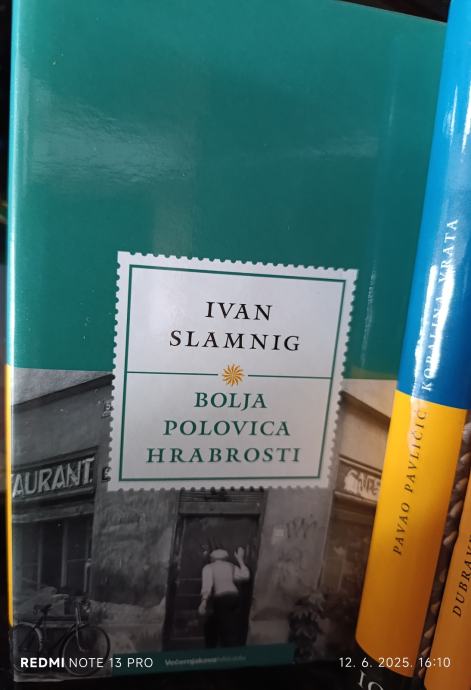 IVAN
SLAMNIG
BOLJA
POLOVICA
HRABROSTI
AURANT
PAVAO PAVLIČIĆ KORALJNA VRATA
REDMI NOTE 13 PRO
12. 6. 2025. 16:10